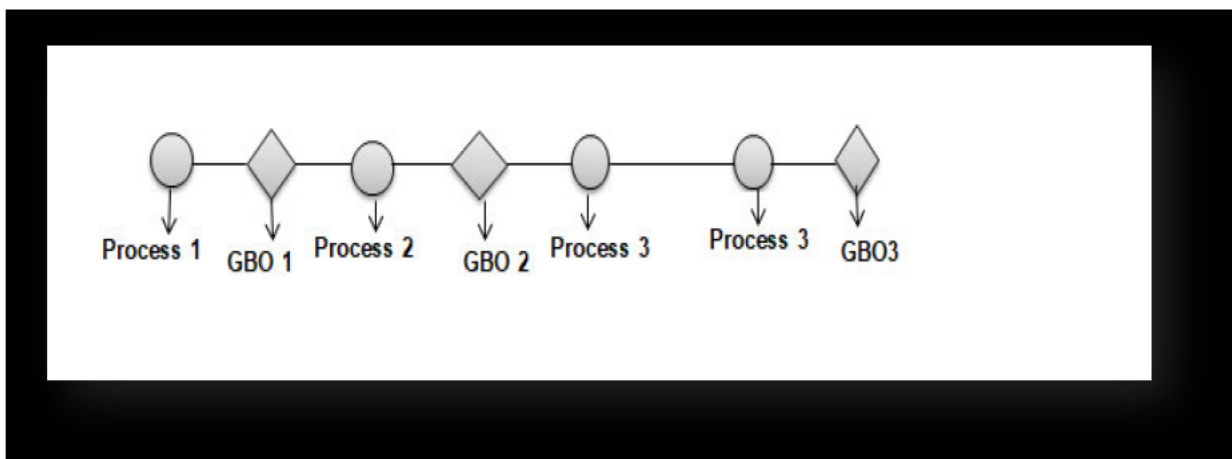 Process 1
GBO 1
Process 2
GBO 2
Process 3
Process 3
GBO3